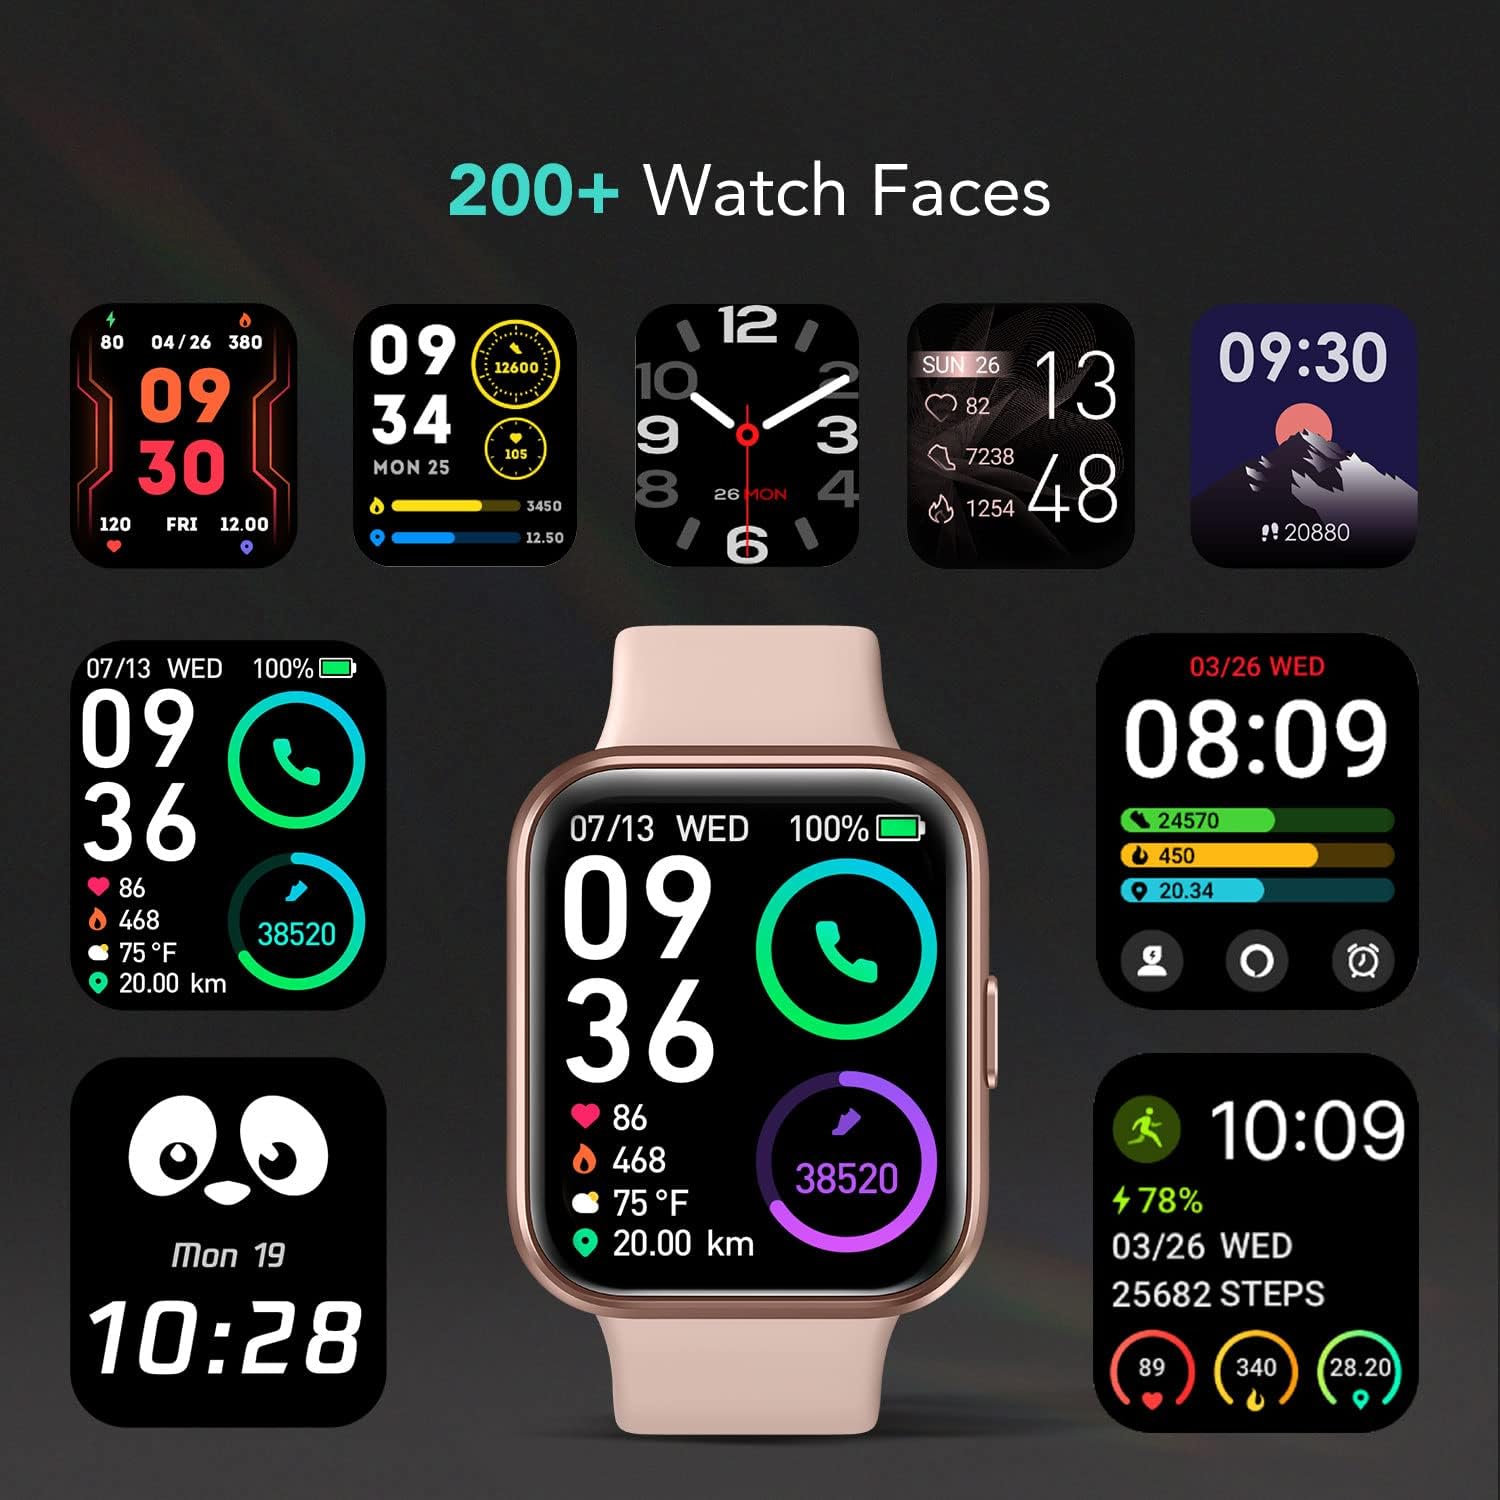 200+ Watch Faces
80 04/26 380
09
30
120 FRI 12.00
09
34
MON 25
12600
105
3450
12.50
12
10 2
9 3
8 4
26 MON
6
SUN 26
82
7238
1254
13
48
09:30
20880
07/13 WED 100%
09
36
86
468
75 °F
20.00 km
38520
07/13 WED 100%
09
36
86
468
75 °F
20.00 km
38520
03/26 WED
08:09
24570
450
20.34
Mon 19
10:28
10:09
78%
03/26 WED
25682 STEPS
89 340 28.20